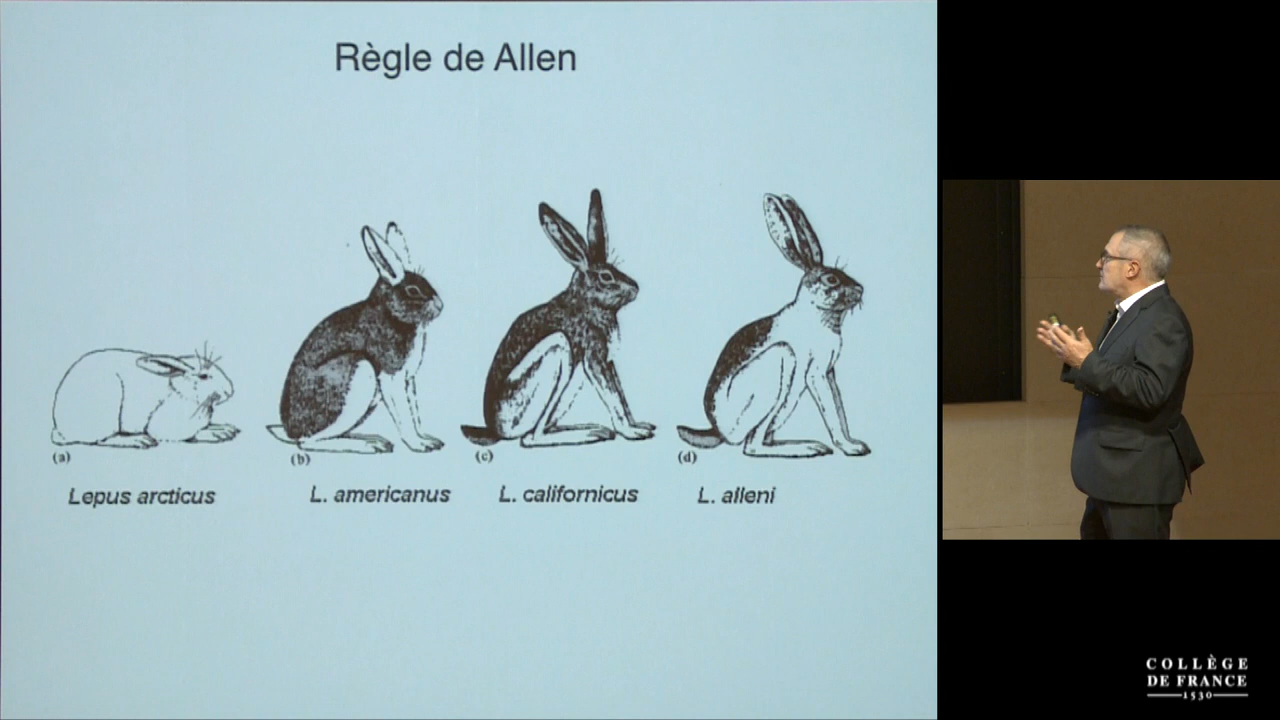 Règle de Allen
(a)
(b)
(c)
(d)
Lepus arcticus
L. americanus
L. californicus
L. alleni
COLLÈGE
DE FRANCE
1530